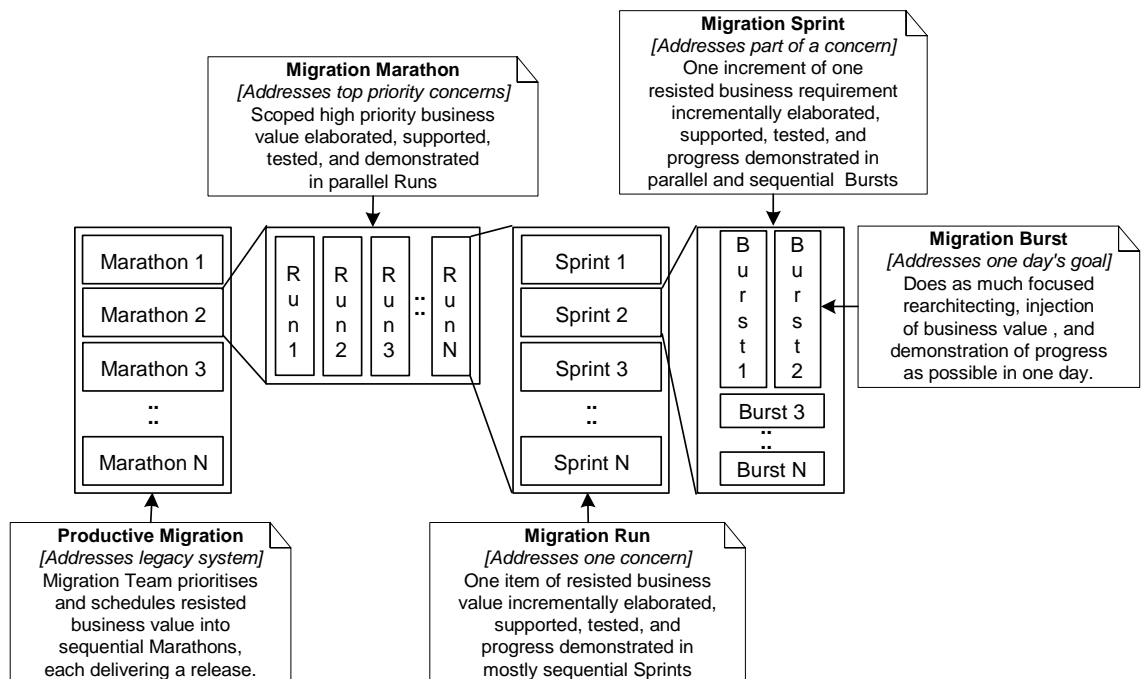 Migration Marathon
[Addresses top priority concerns]
Scoped high priority business
value elaborated, supported,
tested, and demonstrated
in parallel Runs
Migration Sprint
[Addresses part of a concern]
One increment of one
resisted business requirement
incrementally elaborated,
supported, tested, and
progress demonstrated in
parallel and sequential Bursts
Migration Burst
[Addresses one day's goal]
Does as much focused
rearchitecting, injection
of business value , and
demonstration of progress
as possible in one day.
Marathon 1
Marathon 2
Marathon 3
::
Marathon N
Run 1
Run 2
Run 3
::
Run N
Sprint 1
Sprint 2
Sprint 3
::
Sprint N
Burst 1
Burst 2
Burst 3
::
Burst N
Productive Migration
[Addresses legacy system]
Migration Team prioritises
and schedules resisted
business value into
sequential Marathons,
each delivering a release.
Migration Run
[Addresses one concern]
One item of resisted business
value incrementally elaborated,
supported, tested, and
progress demonstrated in
mostly sequential Sprints